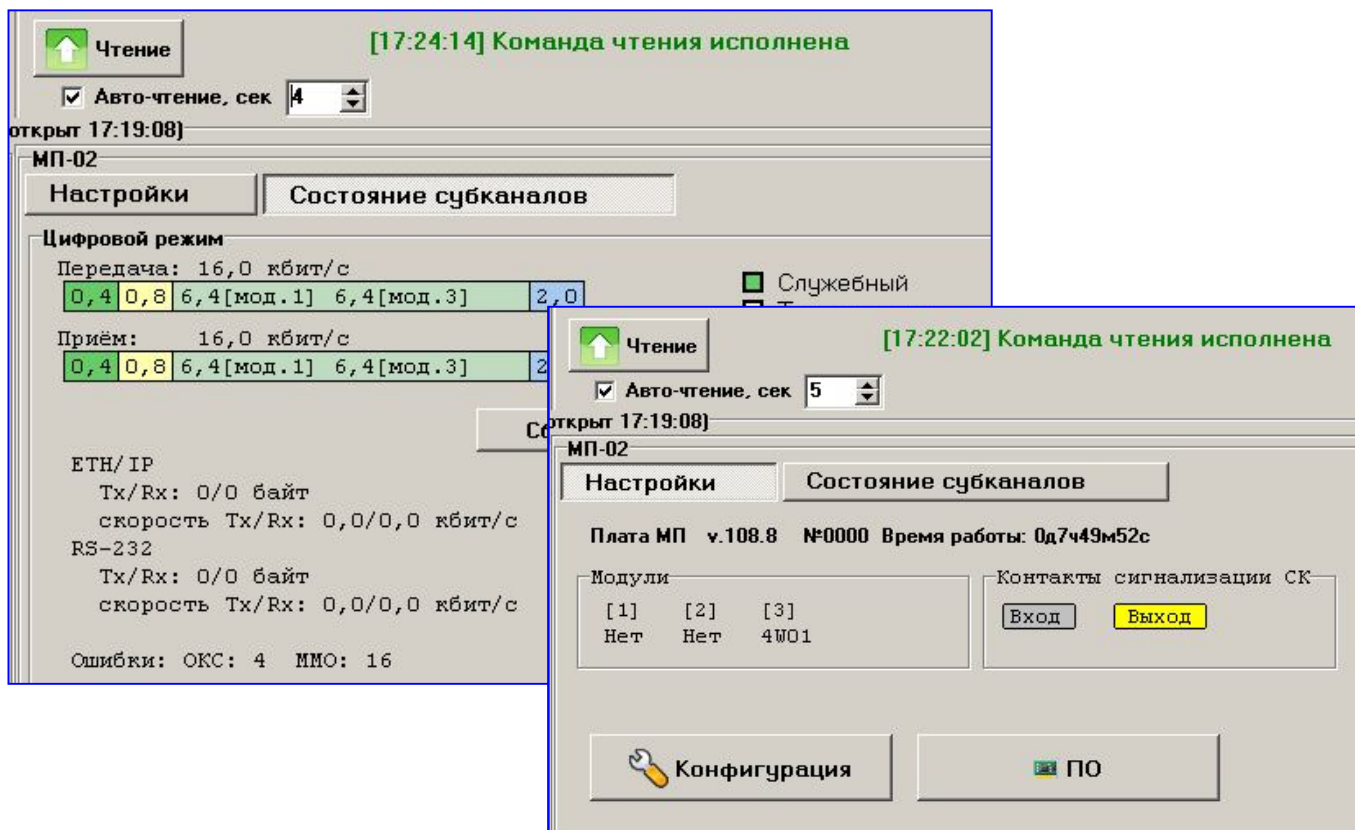 Чтение
[17:24:14] Команда чтения исполнена
Авто-чтение, сек 4
открыт 17:19:08)
МП-02
Настройки
Состояние субканалов
Цифровой режим
Передача: 16,0 кбит/с
0,4 0,8 6,4[мод.1] 6,4[мод.3] 2,0
Служебный
Приём: 16,0 кбит/с
0,4 0,8 6,4[мод.1] 6,4[мод.3] 2
ETH/IP
Tx/Rx: 0/0 байт
скорость Tx/Rx: 0,0/0,0 кбит/с
RS-232
Tx/Rx: 0/0 байт
скорость Tx/Rx: 0,0/0,0 кбит/с
Ошибки: ОКС: 4 ММО: 16
Чтение
[17:22:02] Команда чтения исполнена
Авто-чтение, сек 5
открыт 17:19:08)
МП-02
Настройки
Состояние субканалов
Плата МП v.108.8 №0000 Время работы: 0д7ч49м52с
Модули
[1] [2] [3]
Нет Нет 4WO1
Контакты сигнализации СК
Вход Выход
Конфигурация
ПО